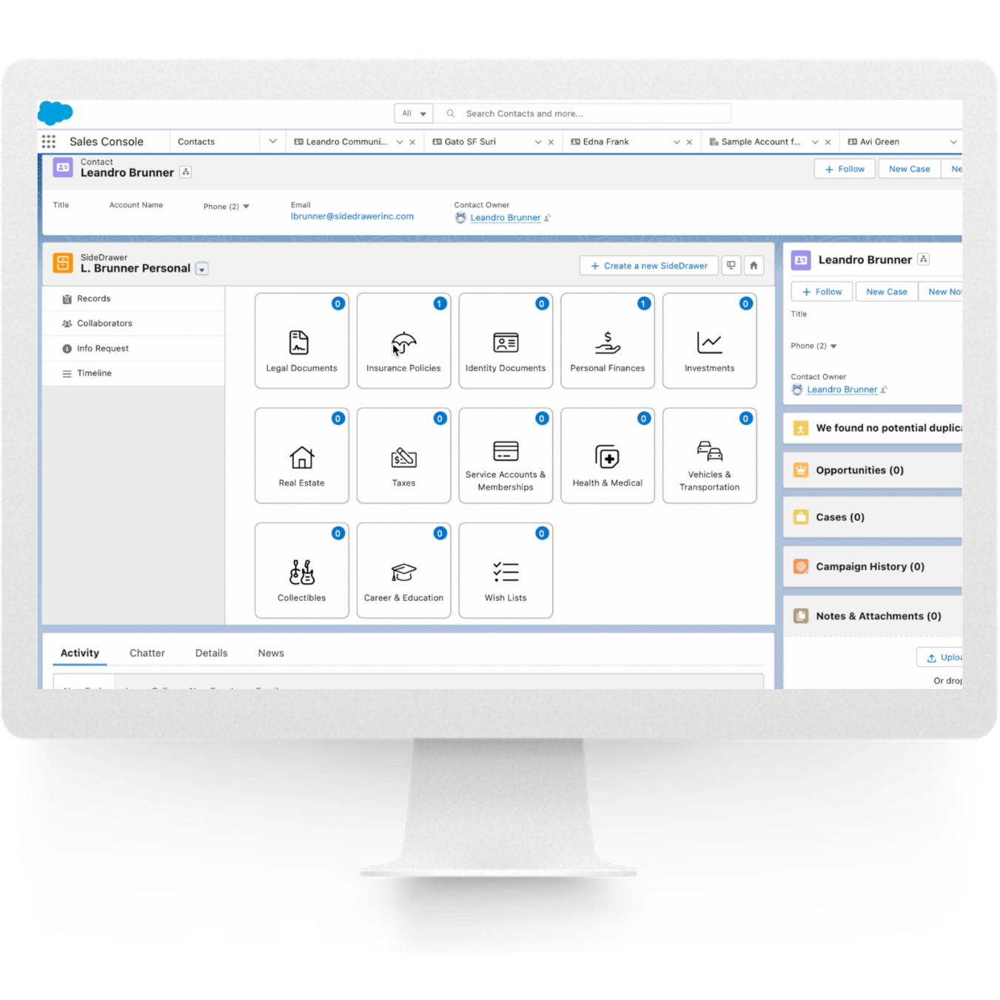 All
Search Contacts and more...
Sales Console
Contacts
Leandro Communi...
Gato SF Suri
Edna Frank
Sample Account f...
Avi Green
Contact
Leandro Brunner
+ Follow
New Case
Ne
Title
Account Name
Phone (2)
Email
lbrunner@sidedrawerinc.com
Contact Owner
Leandro Brunner
SideDrawer
L. Brunner Personal
+ Create a new SideDrawer
Records
Collaborators
Info Request
Timeline
0
Legal Documents
1
Insurance Policies
0
Identity Documents
1
Personal Finances
0
Investments
0
Real Estate
0
Taxes
0
Service Accounts &
Memberships
0
Health & Medical
0
Vehicles &
Transportation
0
Collectibles
0
Career & Education
0
Wish Lists
Activity
Chatter
Details
News
Leandro Brunner
+ Follow
New Case
New Not
Title
Phone (2)
Contact Owner
Leandro Brunner
We found no potential duplica
Opportunities (0)
Cases (0)
Campaign History (0)
Notes & Attachments (0)
Uploa
Or drop